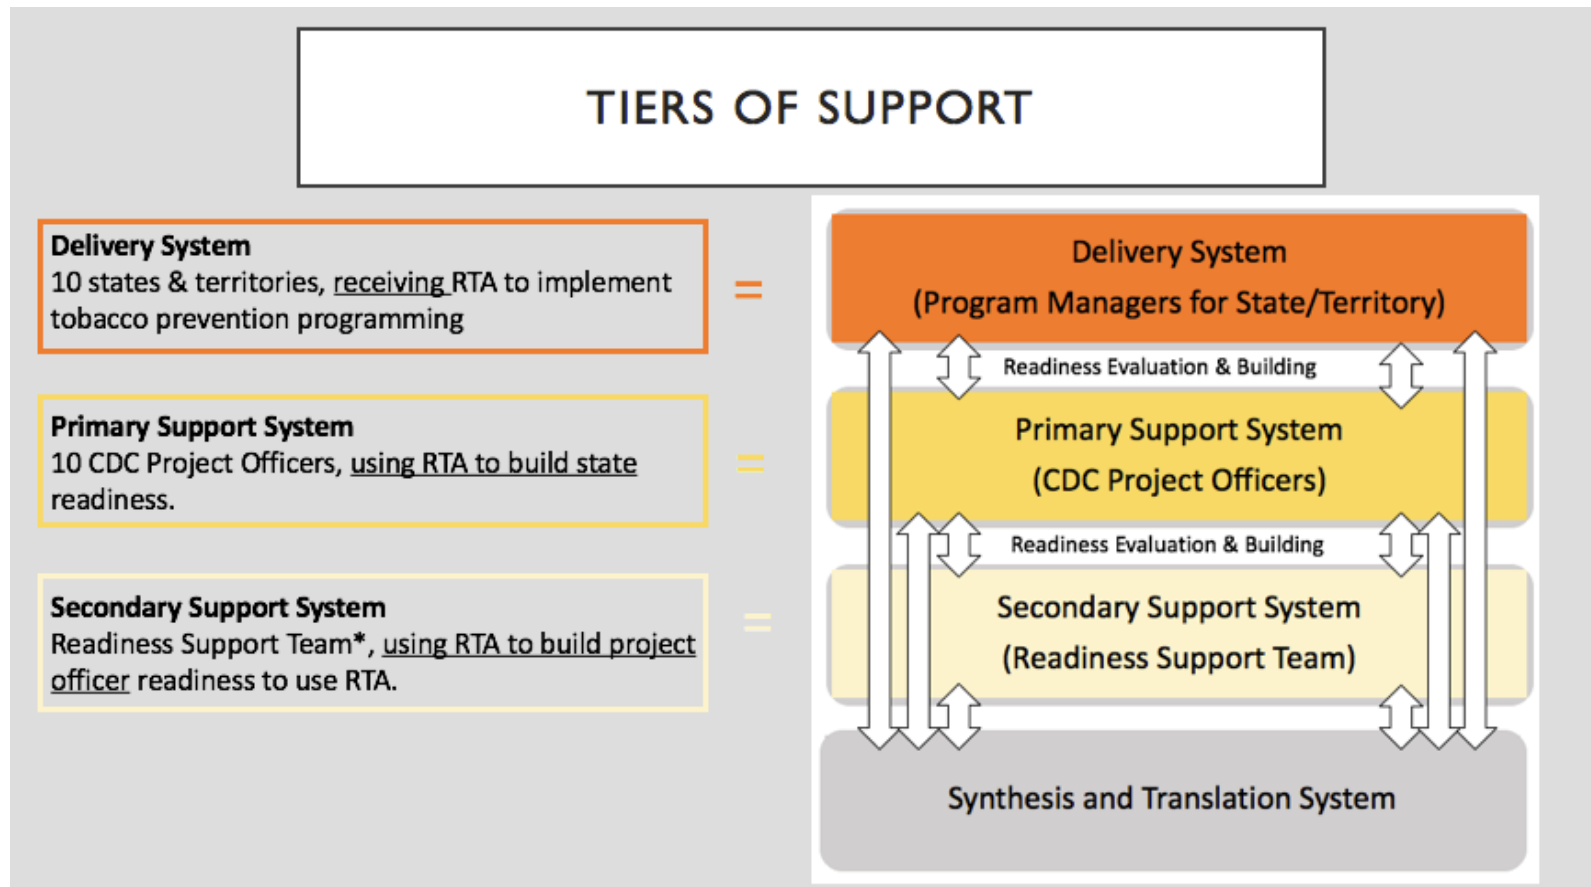 TIERS OF SUPPORT
Delivery System
10 states & territories, receiving RTA to implement
tobacco prevention programming
=
Delivery System
(Program Managers for State/Territory)
Readiness Evaluation & Building
Primary Support System
10 CDC Project Officers, using RTA to build state
readiness.
=
Primary Support System
(CDC Project Officers)
Readiness Evaluation & Building
Secondary Support System
Readiness Support Team*, using RTA to build project
officer readiness to use RTA.
=
Secondary Support System
(Readiness Support Team)
Synthesis and Translation System